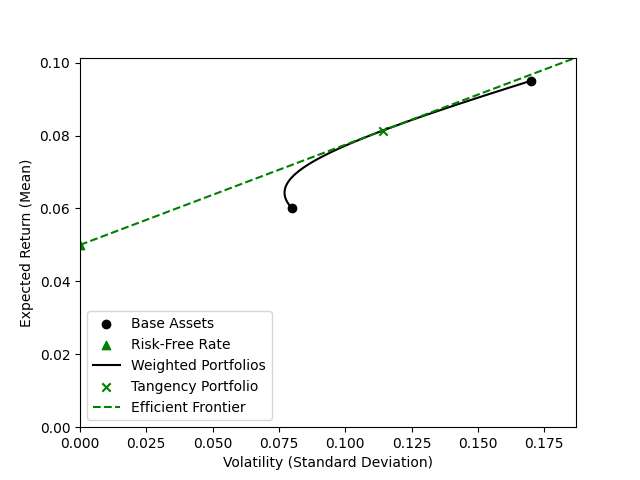 0.10
0.08
0.06
0.04
0.02
0.00
Expected Return (Mean)
Base Assets
Risk-Free Rate
Weighted Portfolios
Tangency Portfolio
Efficient Frontier
0.000 0.025 0.050 0.075 0.100 0.125 0.150 0.175
Volatility (Standard Deviation)